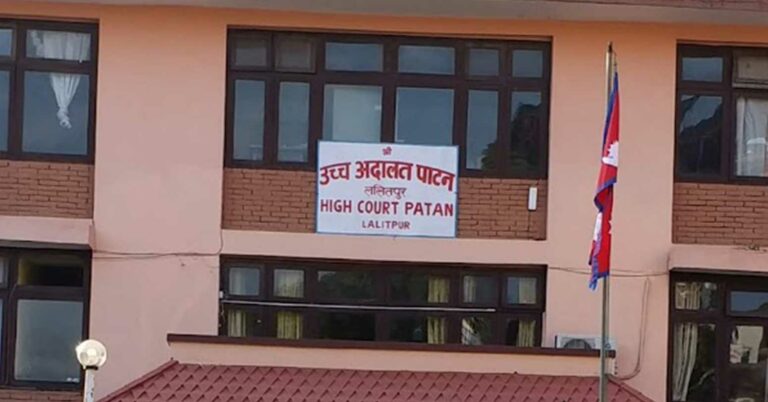 श्री
उच्च अदालत पाटन
ललितपुर
HIGH COURT PATAN
LALITPUR